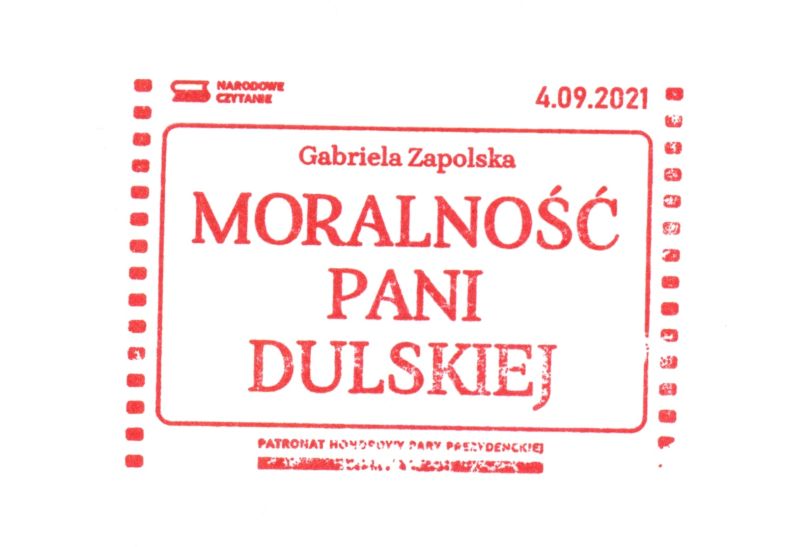 NARODOWE
CZYTANIE
4.09.2021
Gabriela Zapolska
MORALNOŚĆ
PANI
DULSKIEJ
PATRONAT HONOROWY PARY PREZYDENCKIEJ